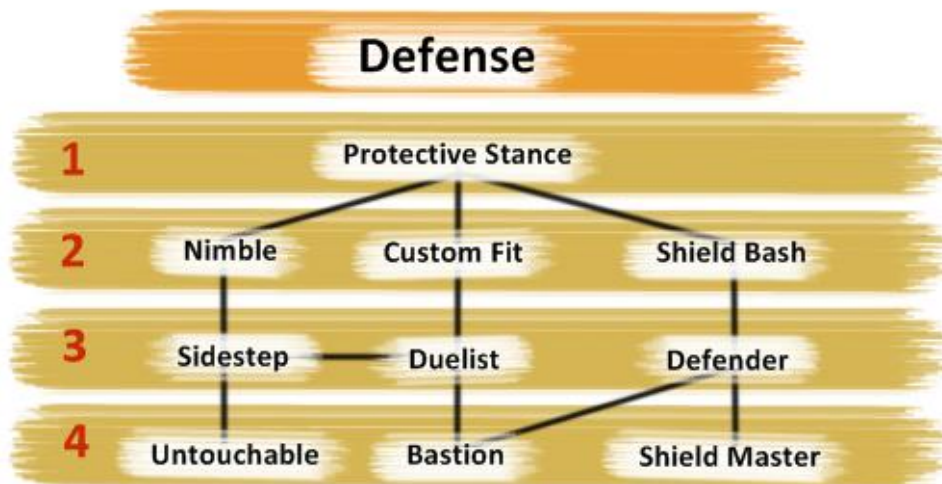 Defense
1 Protective Stance
2 Nimble Custom Fit Shield Bash
3 Sidestep Duelist Defender
4 Untouchable Bastion Shield Master